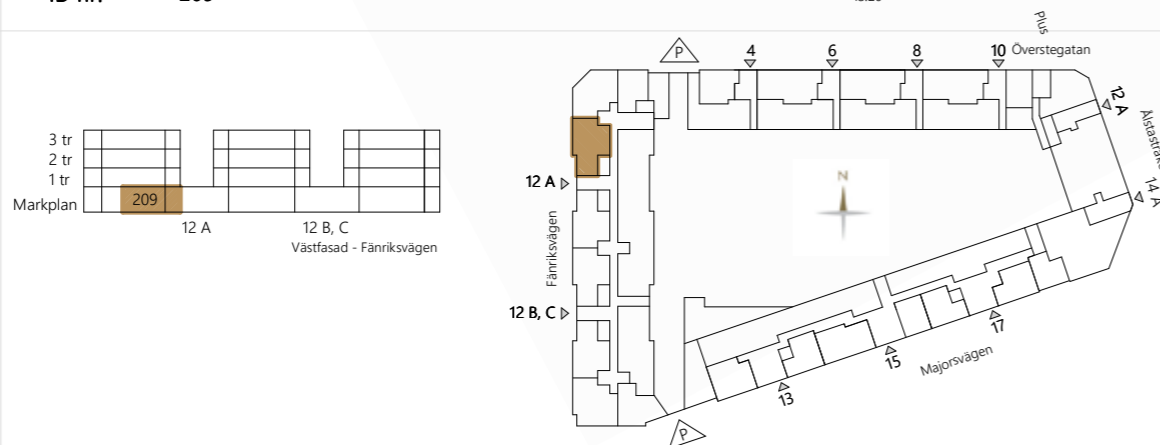 3 tr
2 tr
1 tr
Markplan
209
12 A
12 B, C
Västfasad - Fänriksvägen
P
4
6
8
10
Överstegatan
Plus
12 A
14 A
12 A
Fänriksvägen
12 B, C
N
13
15
17
Majorsvägen
P